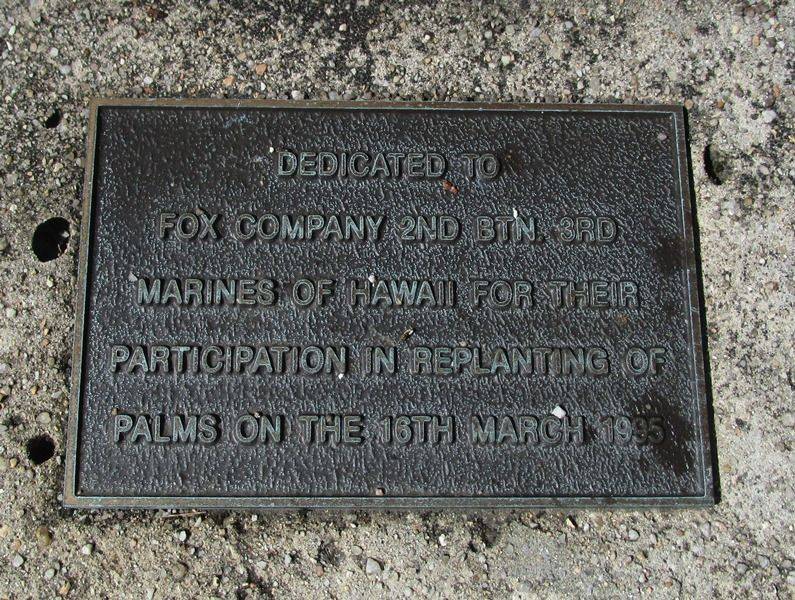 DEDICATED TO
FOX COMPANY 2ND BTN. 3RD
MARINES OF HAWAII FOR THEIR
PARTICIPATION IN REPLANTING OF
PALMS ON THE 16TH MARCH 1995